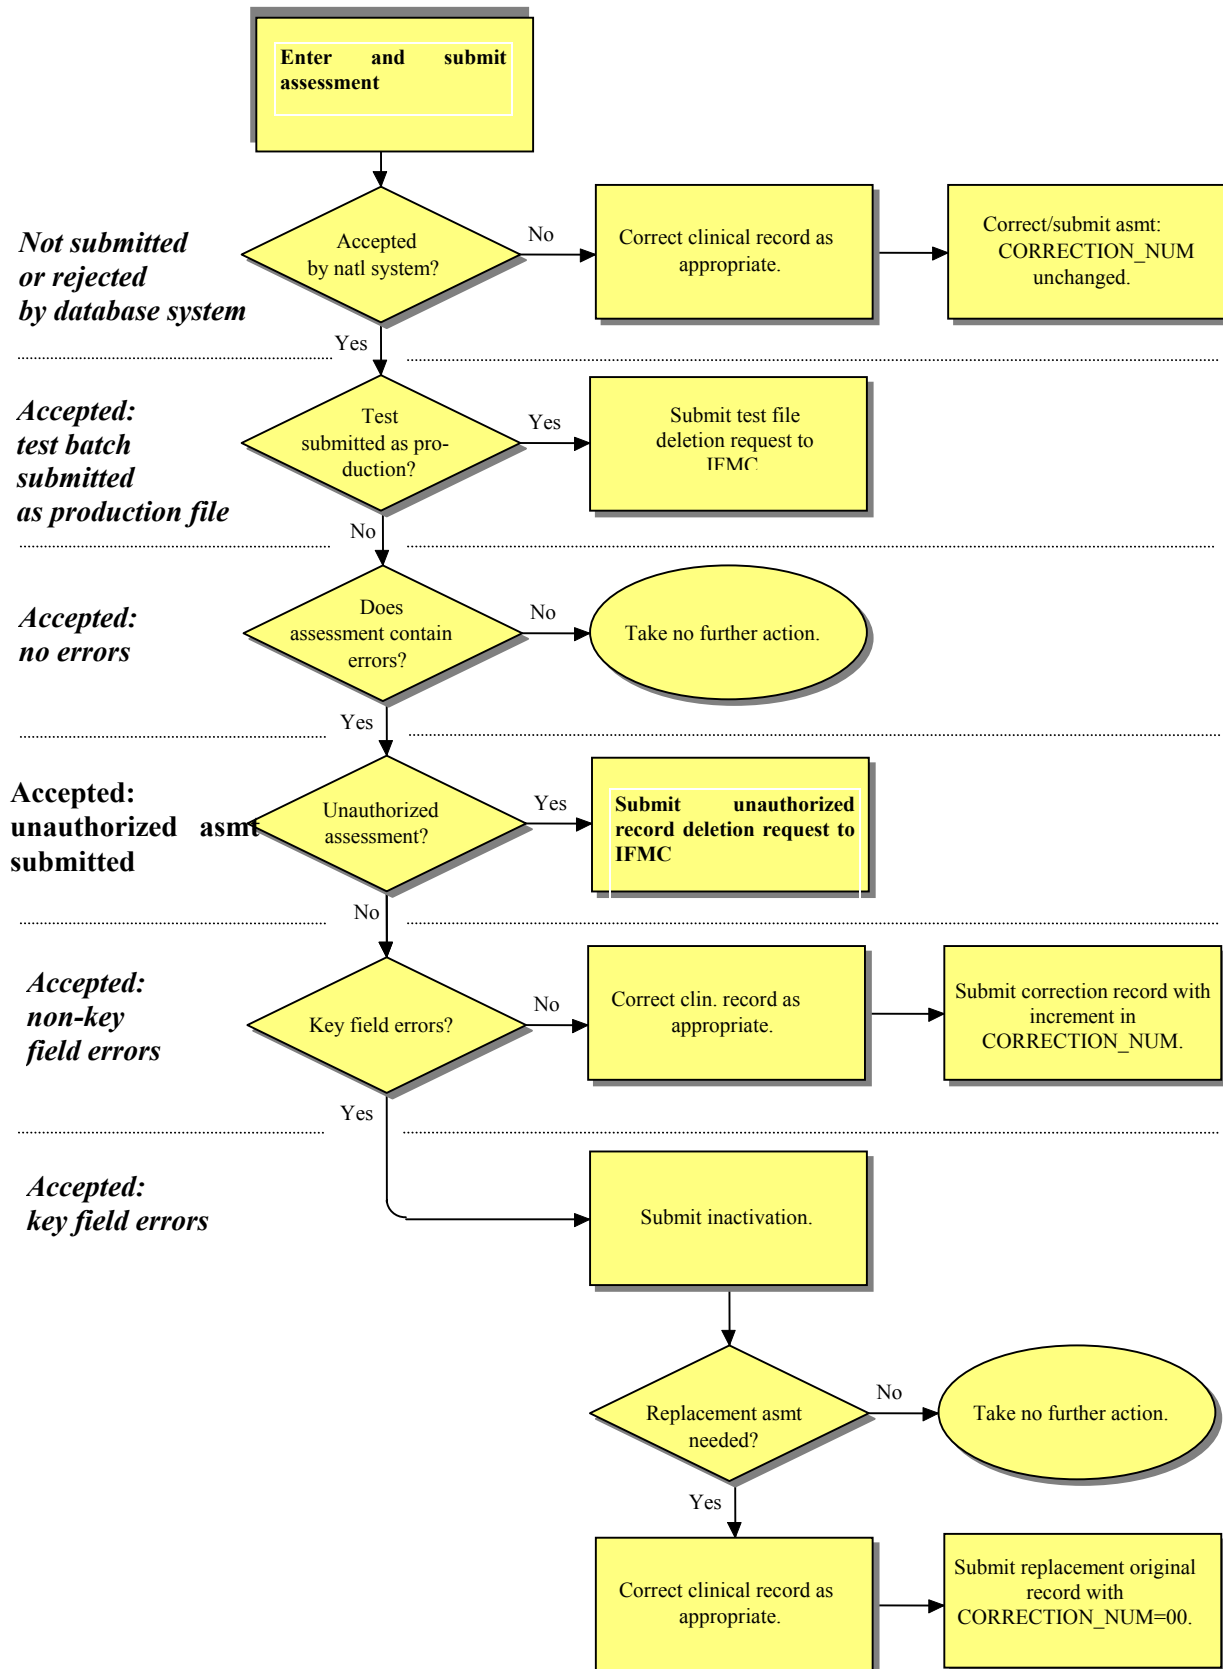 Enter and submit
assessment
Not submitted
or rejected
by database system
Accepted
by natl system?
No
Correct clinical record as
appropriate.
Correct/submit asmt:
CORRECTION_NUM
unchanged.
Yes
Accepted:
test batch
submitted
as production file
Test
submitted as pro-
duction?
Yes
Submit test file
deletion request to
IFMC
No
Accepted:
no errors
Does
assessment contain
errors?
No
Take no further action.
Yes
Accepted:
unauthorized asmt
submitted
Unauthorized
assessment?
Yes
Submit unauthorized
record deletion request to
IFMC
No
Accepted:
non-key
field errors
Key field errors?
No
Correct clin. record as
appropriate.
Submit correction record with
increment in
CORRECTION_NUM.
Yes
Accepted:
key field errors
Submit inactivation.
Replacement asmt
needed?
No
Take no further action.
Yes
Correct clinical record as
appropriate.
Submit replacement original
record with
CORRECTION_NUM=00.